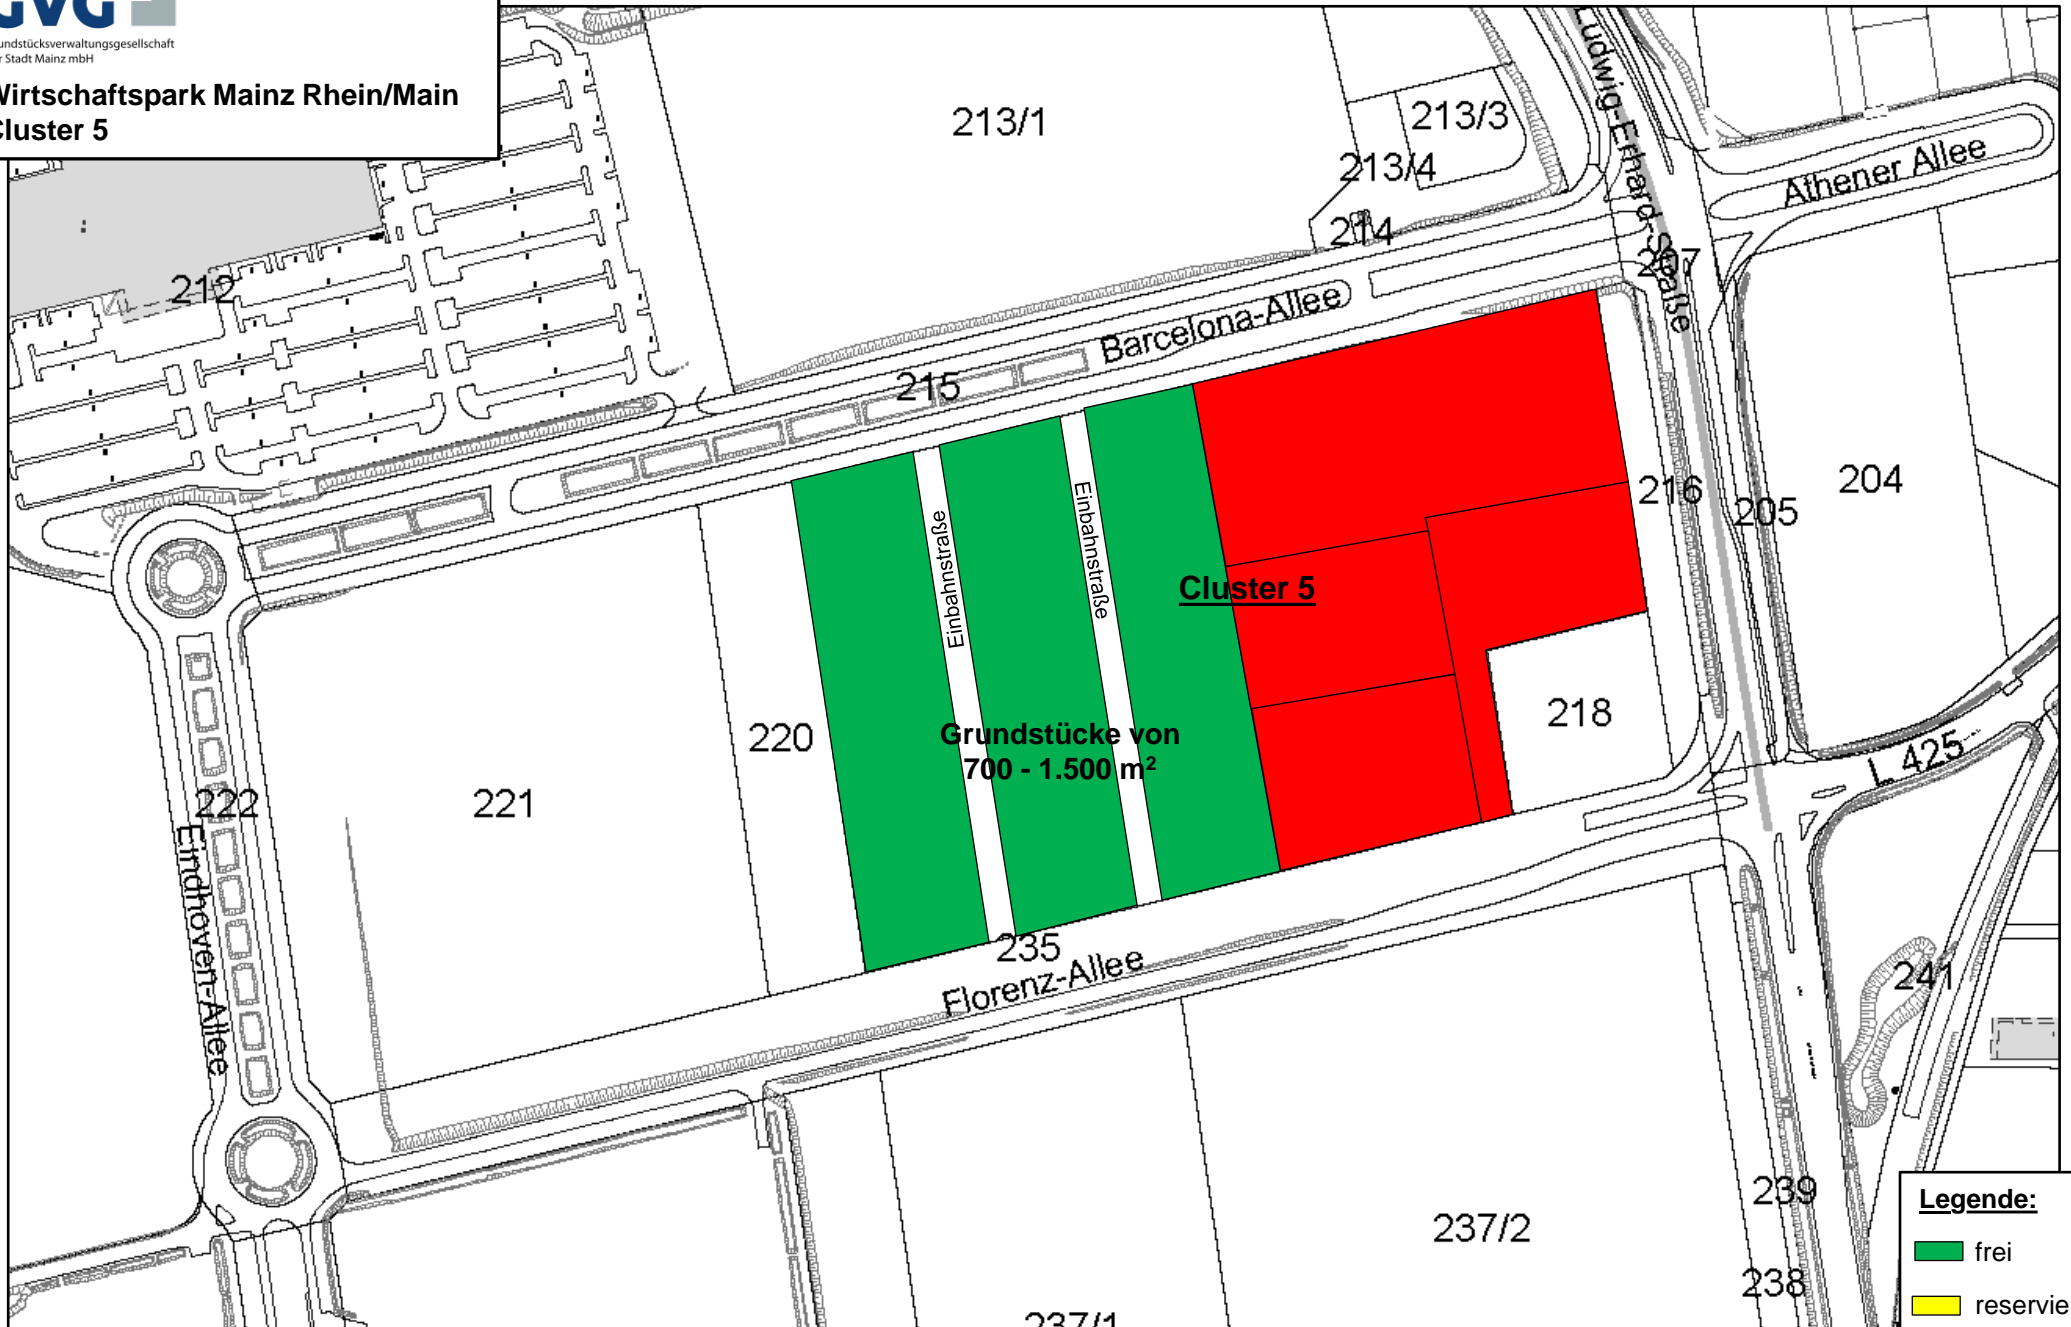 GVG
undstücksverwaltungsgesellschaft
r Stadt Mainz mbH
Wirtschaftspark Mainz Rhein/Main
Cluster 5
213/1
213/3
213/4
214
Ludwig-Erhard-Straße
Athener Allee
207
212
Barcelona-Allee
215
216
205
204
Einbahnstraße
Einbahnstraße
Cluster 5
218
220
Grundstücke von
700 - 1.500 m²
221
222
Eindhoven-Allee
L 425
235
Florenz-Allee
241
237/2
239
238
237/1
Legende:
frei
reservie